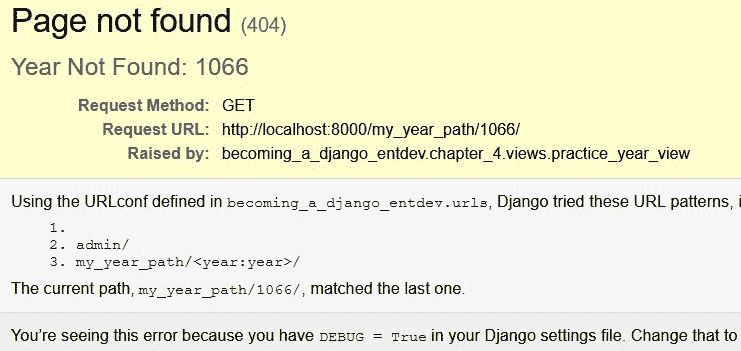 Page not found (404)
Year Not Found: 1066
Request Method: GET
Request URL: http://localhost:8000/my_year_path/1066/
Raised by: becoming_a_django_entdev.chapter_4.views.practice_year_view
Using the URLconf defined in becoming_a_django_entdev.urls, Django tried these URL patterns, i
1.
2. admin/
3. my_year_path/<year:year>/
The current path, my_year_path/1066/, matched the last one.
You’re seeing this error because you have DEBUG = True in your Django settings file. Change that to